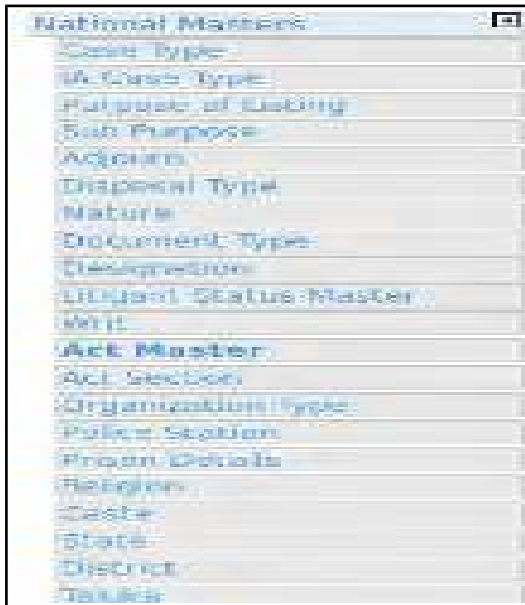 National Masters
Case Type
IA Case Type
Purpose of Listing
Sub Purpose
Adjourn
Disposal Type
Nature
Document Type
Designation
Litigant Status Master
Writ
Act Master
Act Section
Organization Type
Police Station
Prison Details
Religion
Caste
State
District
Taluka